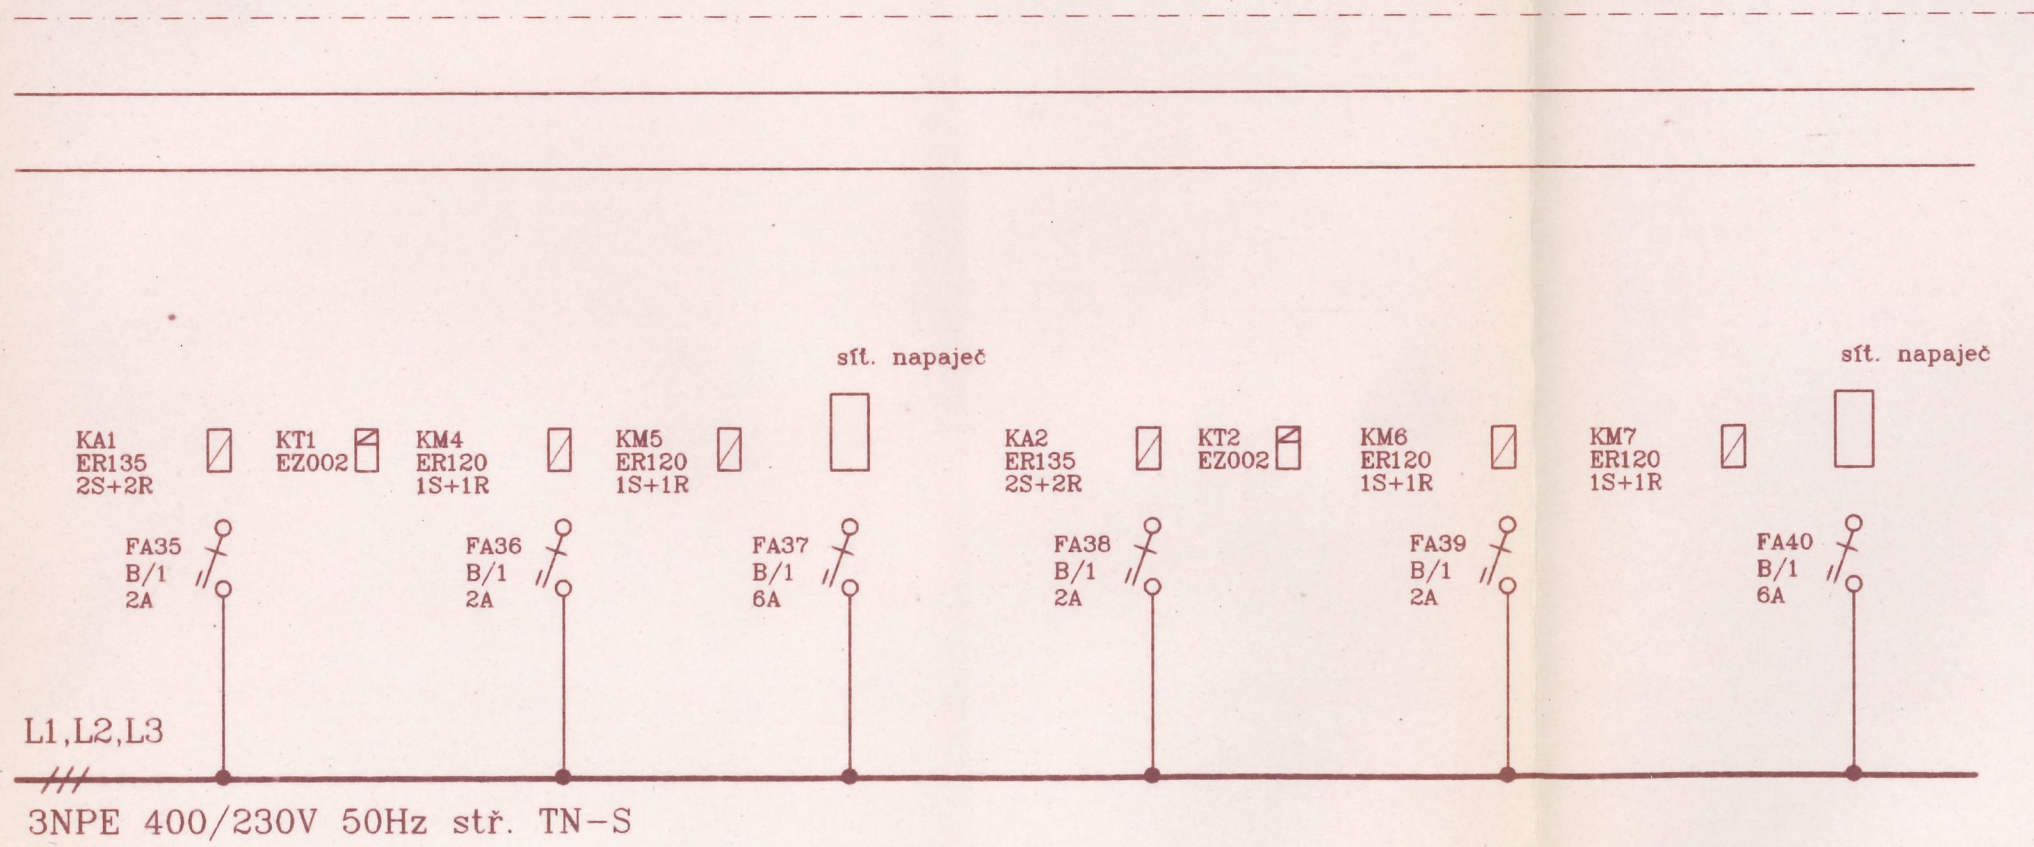 sít. napaječ
sít. napaječ
KA1
ER135
2S+2R
KT1
EZ002
KM4
ER120
1S+1R
KM5
ER120
1S+1R
KA2
ER135
2S+2R
KT2
EZ002
KM6
ER120
1S+1R
KM7
ER120
1S+1R
FA35
B/1
2A
FA36
B/1
2A
FA37
B/1
6A
FA38
B/1
2A
FA39
B/1
2A
FA40
B/1
6A
L1,L2,L3
3NPE 400/230V 50Hz stř. TN-S